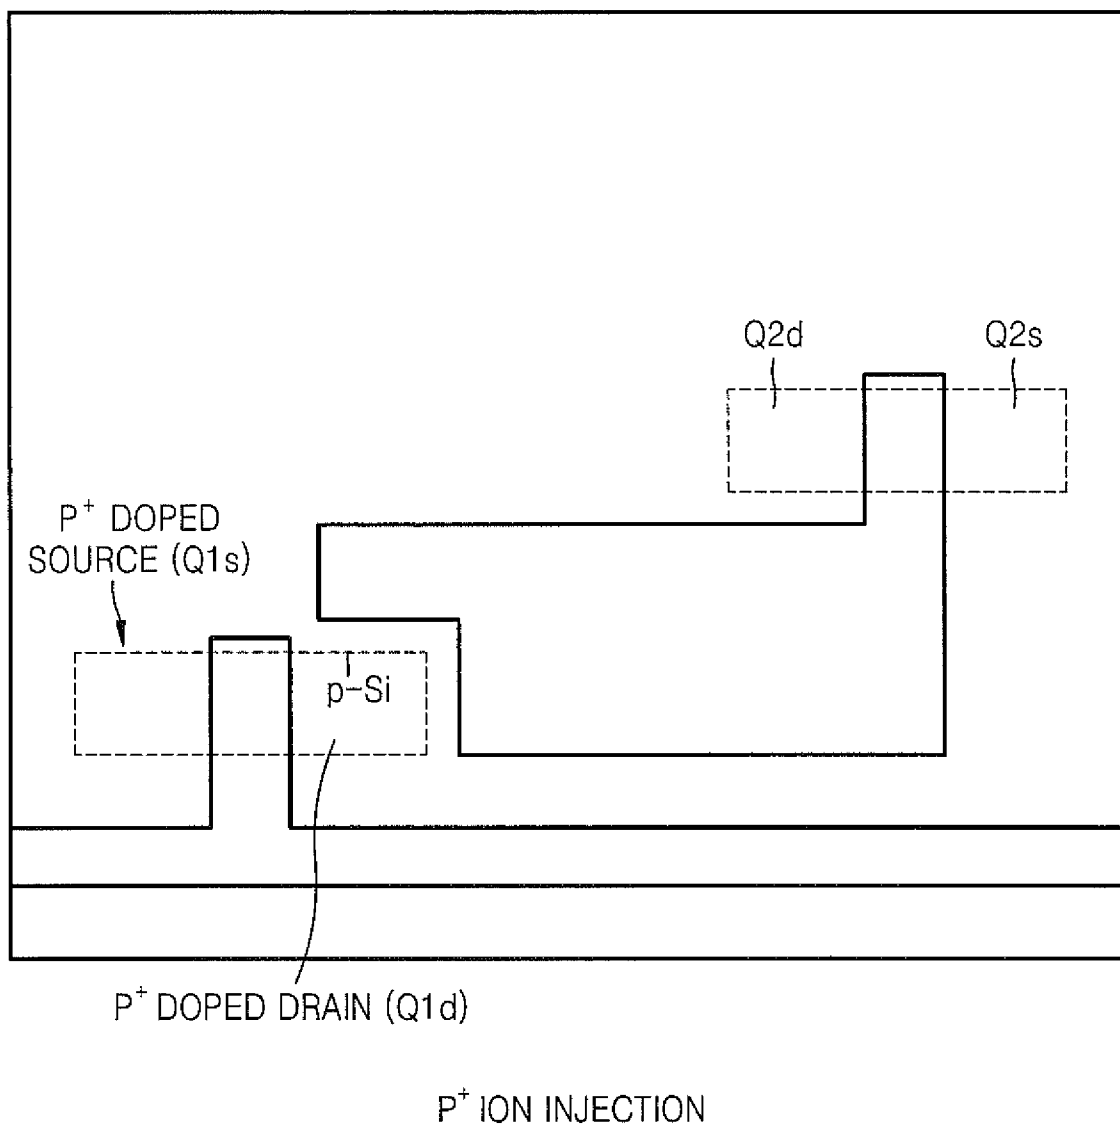 Q2d Q2s
P⁺ DOPED
SOURCE (Q1s)
p-Si
P⁺ DOPED DRAIN (Q1d)
P⁺ ION INJECTION